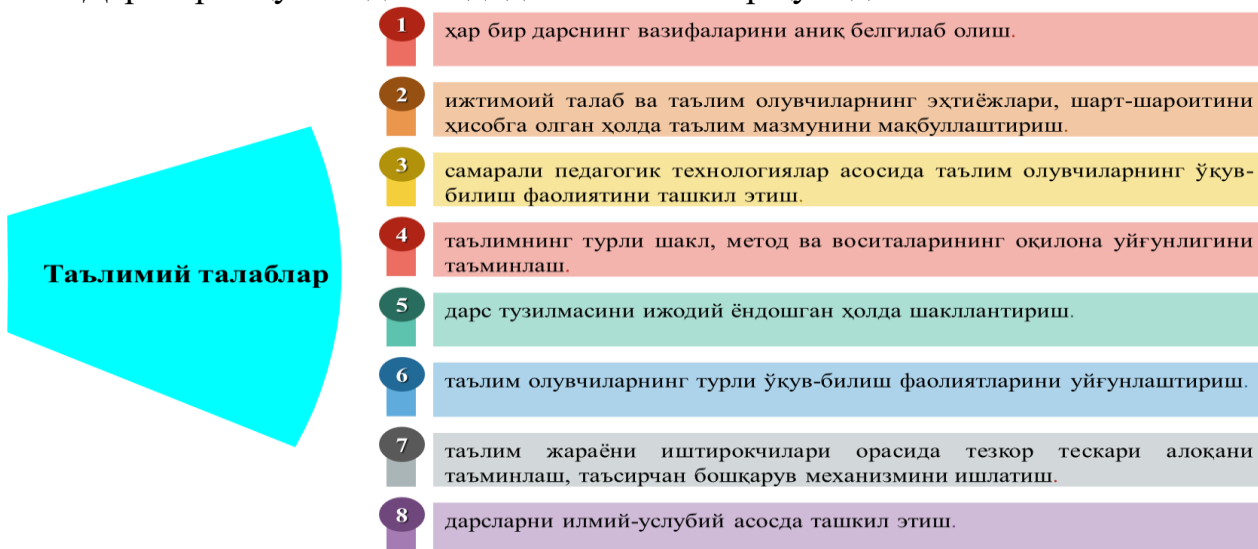 1
ҳар бир дарснинг вазифаларини аниқ белгилаб олиш.
2
ижтимоий талаб ва таълим олувчиларнинг эҳтиёжлари, шарт-шароитини
ҳисобга олган ҳолда таълим мазмунини мақбуллаштириш.
3
самарали педагогик технологиялар асосида таълим олувчиларнинг ўқув-
билиш фаолиятини ташкил этиш.
4
таълимнинг турли шакл, метод ва воситаларининг оқилона уйғунлигини
таъминлаш.
Таълимий талаблар
5
дарс тузилмасини ижодий ёндошган ҳолда шакллантириш.
6
таълим олувчиларнинг турли ўқув-билиш фаолиятларини уйғунлаштириш.
7
таълим жараёни иштирокчилари орасида тезкор тескари алоқани
таъминлаш, таъсирчан бошқарув механизмини ишлатиш.
8
дарсларни илмий-услубий асосда ташкил этиш.